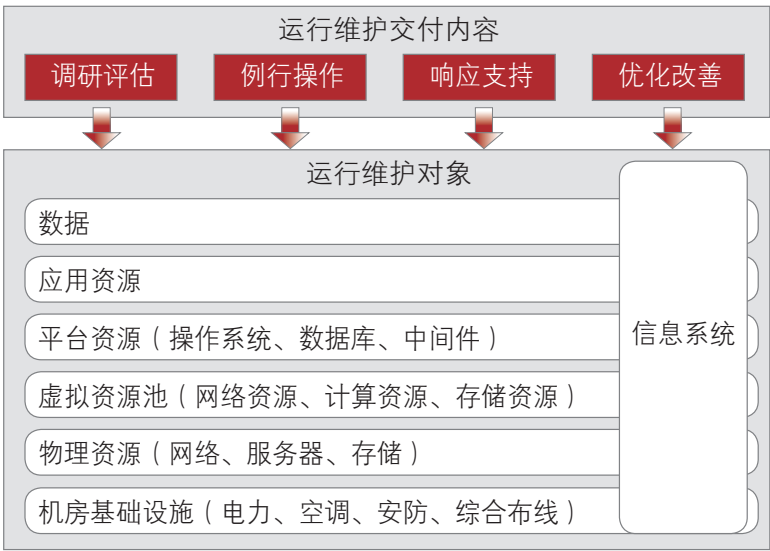 运行维护交付内容
调研评估 例行操作 响应支持 优化改善
运行维护对象
数据
应用资源
平台资源（操作系统、数据库、中间件）
虚拟资源池（网络资源、计算资源、存储资源）
物理资源（网络、服务器、存储）
机房基础设施（电力、空调、安防、综合布线）
信息系统